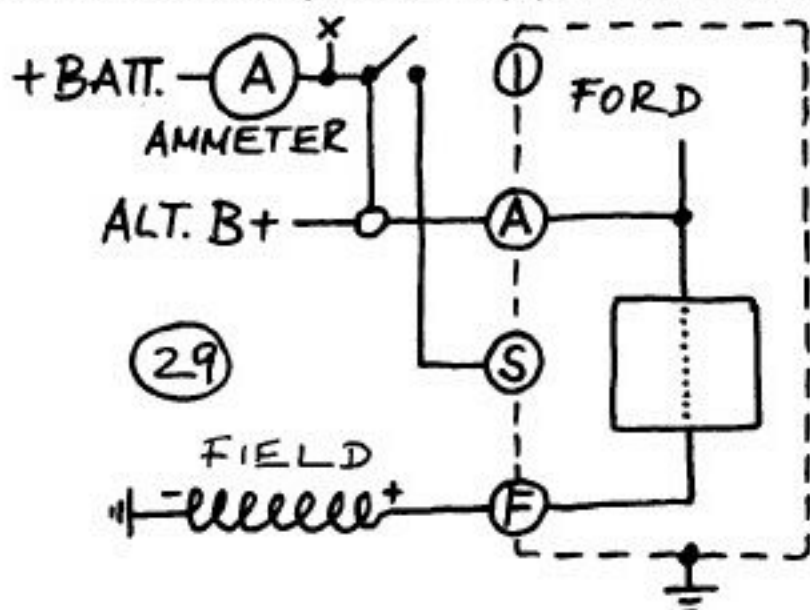 x
+BATT. A I FORD
AMMETER
ALT. B+ A
29 S
FIELD
- + F